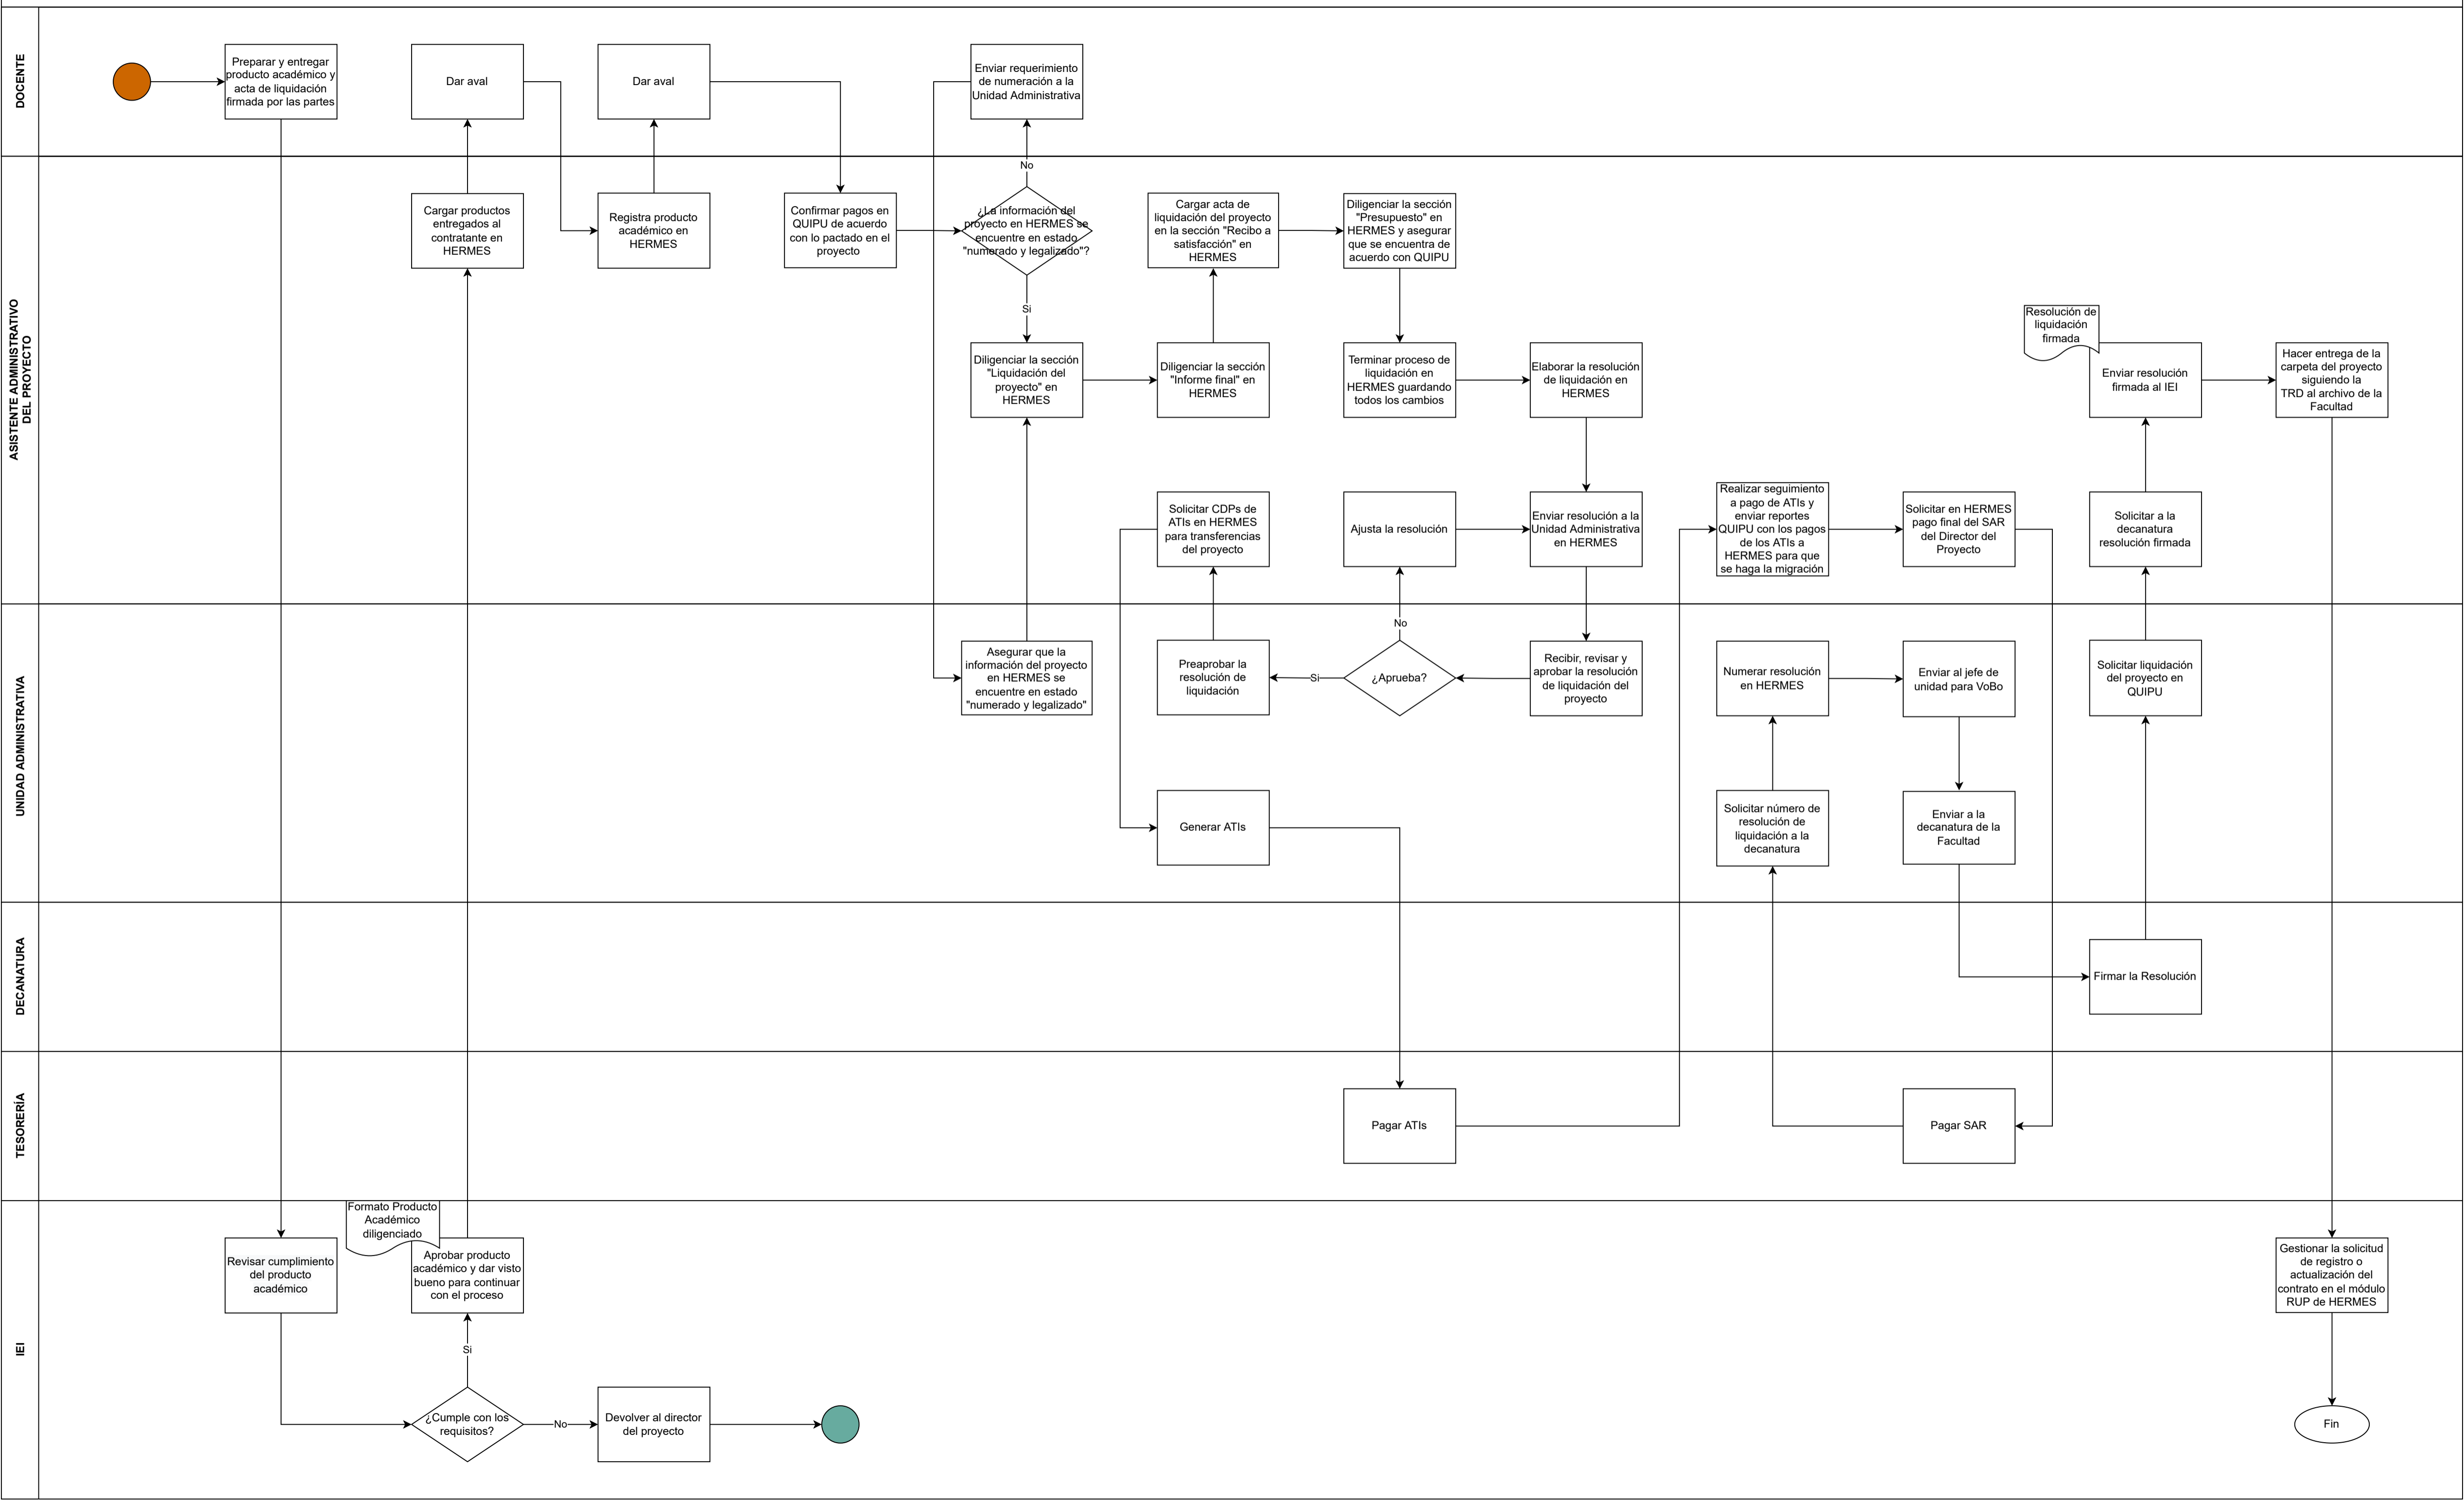 DOCENTE
Preparar y entregar
producto académico y
acta de liquidación
firmada por las partes
Dar aval
Dar aval
Enviar requerimiento
de numeración a la
Unidad Administrativa
ASISTENTE ADMINISTRATIVO
DEL PROYECTO
No
Cargar productos
entregados al
contratante en
HERMES
Registra producto
académico en
HERMES
Confirmar pagos en
QUIPU de acuerdo
con lo pactado en el
proyecto
¿La información del
proyecto en HERMES se
encuentre en estado
"numerado y legalizado"?
Cargar acta de
liquidación del proyecto
en la sección "Recibo a
satisfacción" en
HERMES
Diligenciar la sección
"Presupuesto" en
HERMES y asegurar
que se encuentra de
acuerdo con QUIPU
Si
Resolución de
liquidación
firmada
Diligenciar la sección
"Liquidación del
proyecto" en
HERMES
Diligenciar la sección
"Informe final" en
HERMES
Terminar proceso de
liquidación en
HERMES guardando
todos los cambios
Elaborar la resolución
de liquidación en
HERMES
Enviar resolución
firmada al IEI
Hacer entrega de la
carpeta del proyecto
siguiendo la
TRD al archivo de la
Facultad
Solicitar CDPs de
ATIs en HERMES
para transferencias
del proyecto
Ajusta la resolución
Enviar resolución a la
Unidad Administrativa
en HERMES
Realizar seguimiento
a pago de ATIs y
enviar reportes
QUIPU con los pagos
de los ATIs a
HERMES para que
se haga la migración
Solicitar en HERMES
pago final del SAR
del Director del
Proyecto
Solicitar a la
decanatura
resolución firmada
UNIDAD ADMINISTRATIVA
No
Asegurar que la
información del proyecto
en HERMES se
encuentre en estado
"numerado y legalizado"
Preaprobar la
resolución de
liquidación
Si
¿Aprueba?
Recibir, revisar y
aprobar la resolución
de liquidación del
proyecto
Numerar resolución
en HERMES
Enviar al jefe de
unidad para VoBo
Solicitar liquidación
del proyecto en
QUIPU
Generar ATIs
Solicitar número de
resolución de
liquidación a la
decanatura
Enviar a la
decanatura de la
Facultad
DECANATURA
Firmar la Resolución
TESORERÍA
Pagar ATIs
Pagar SAR
IEI
Formato Producto
Académico
diligenciado
Revisar cumplimiento
del producto
académico
Aprobar producto
académico y dar visto
bueno para continuar
con el proceso
Gestionar la solicitud
de registro o
actualización del
contrato en el módulo
RUP de HERMES
Si
¿Cumple con los
requisitos?
No
Devolver al director
del proyecto
Fin